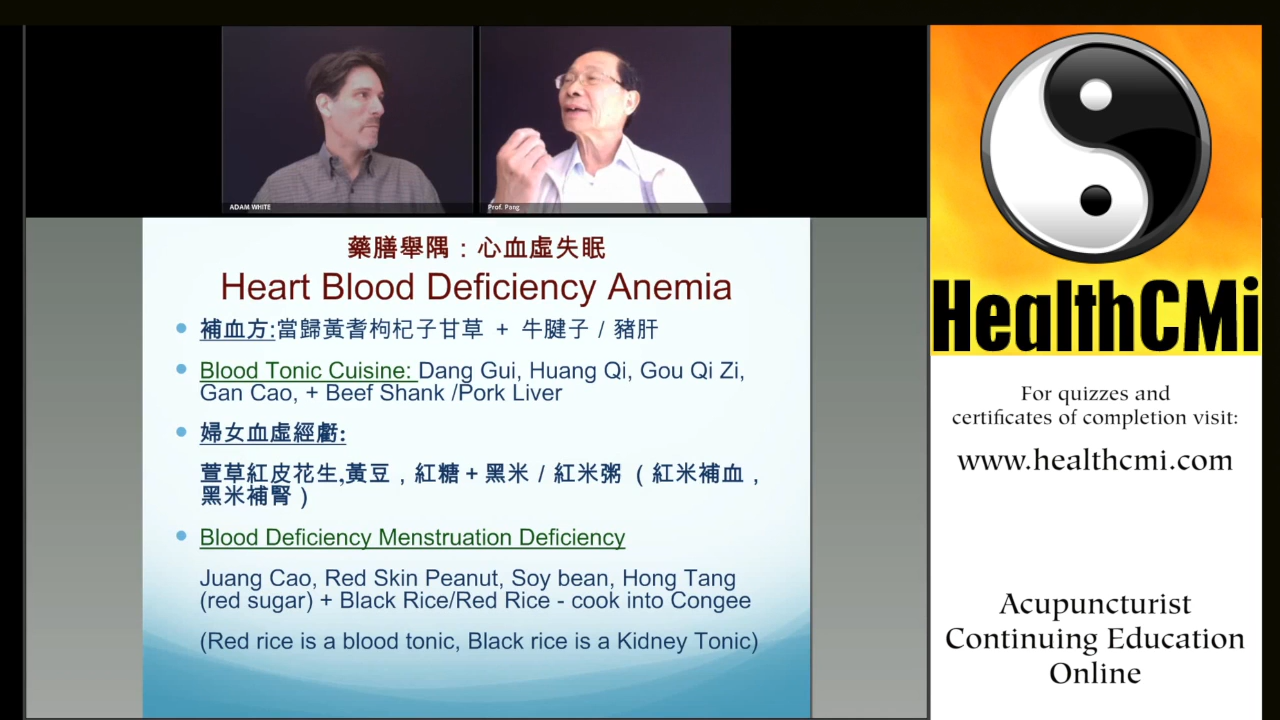 ADAM WHITE
Prof. Pang
藥膳舉隅：心血虛失眠
Heart Blood Deficiency Anemia
補血方:當歸黃耆枸杞子甘草 + 牛腱子 / 豬肝
Blood Tonic Cuisine: Dang Gui, Huang Qi, Gou Qi Zi,
Gan Cao, + Beef Shank /Pork Liver
婦女血虛經虧:
萱草紅皮花生,黃豆，紅糖 + 黑米 / 紅米粥 （ 紅米補血，
黑米補腎 ）
Blood Deficiency Menstruation Deficiency
Juang Cao, Red Skin Peanut, Soy bean, Hong Tang
(red sugar) + Black Rice/Red Rice - cook into Congee
(Red rice is a blood tonic, Black rice is a Kidney Tonic)
HealthCMi
For quizzes and
certificates of completion visit:
www.healthcmi.com
Acupuncturist
Continuing Education
Online